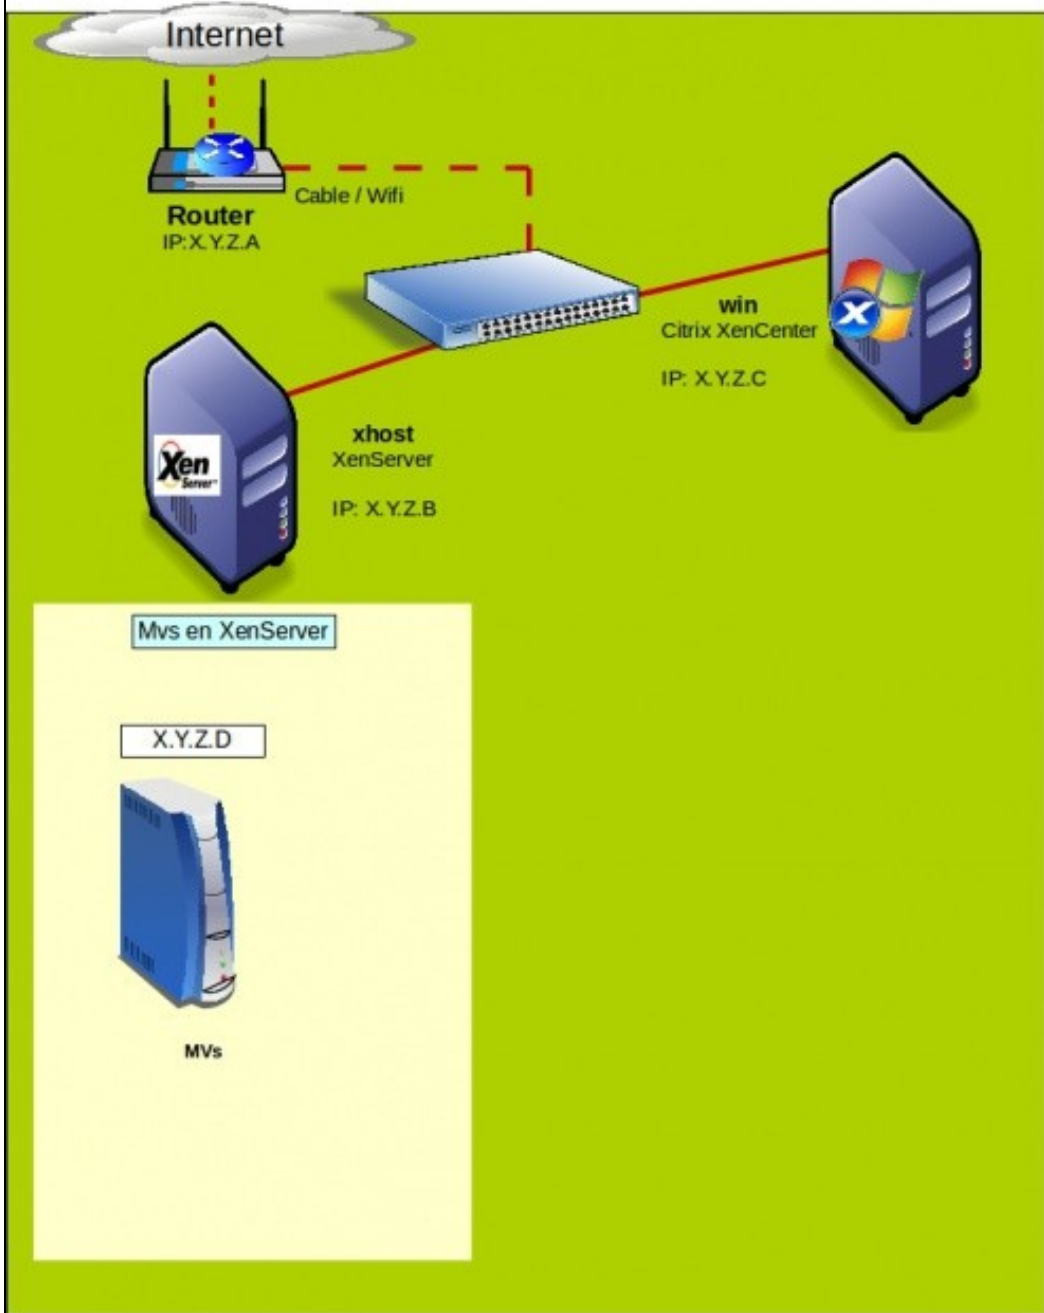 Internet
Cable / Wifi
Router
IP:X.Y.Z.A
win
Citrix XenCenter
IP: X.Y.Z.C
xhost
XenServer
IP: X.Y.Z.B
Xen
Server
Mvs en XenServer
X.Y.Z.D
MVs